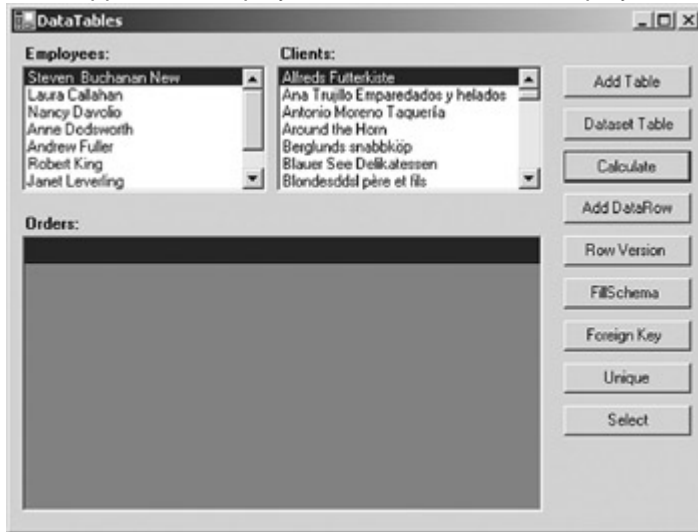 DataTables
Employees:
Steven Buchanan New
Laura Callahan
Nancy Davolio
Anne Dodsworth
Andrew Fuller
Robert King
Janet Leverling
Clients:
Alfreds Futterkiste
Ana Trujillo Emparedados y helados
Antonio Moreno Taquería
Around the Horn
Berglunds snabbköp
Blauer See Delikatessen
Blondesddsl père et fils
Orders:
Add Table
Dataset Table
Calculate
Add DataRow
Row Version
FillSchema
Foreign Key
Unique
Select